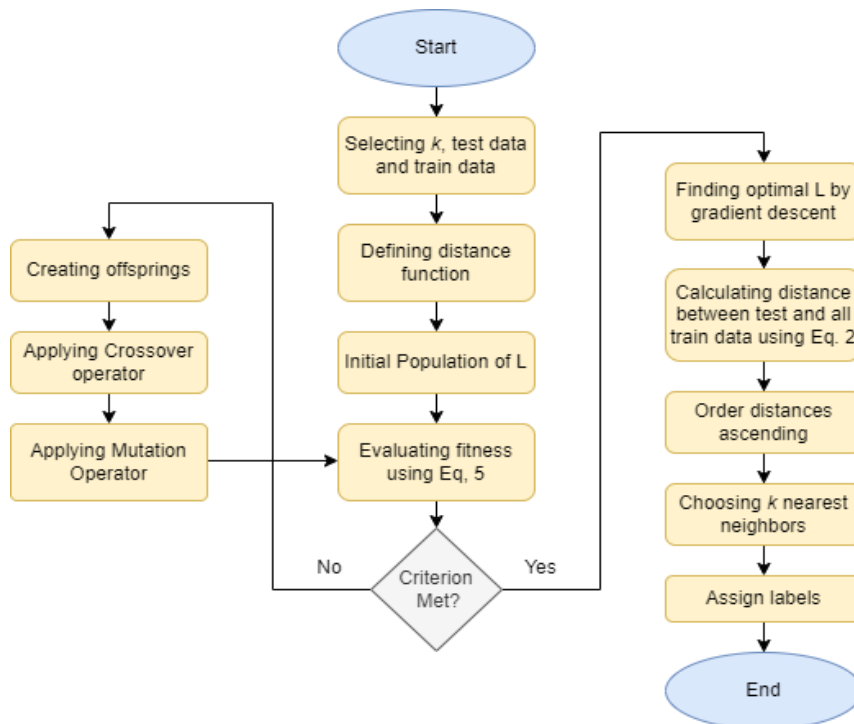 Start
Selecting k, test data
and train data
Defining distance
function
Initial Population of L
Evaluating fitness
using Eq, 5
Criterion
Met?
No
Yes
Creating offsprings
Applying Crossover
operator
Applying Mutation
Operator
Finding optimal L by
gradient descent
Calculating distance
between test and all
train data using Eq. 2
Order distances
ascending
Choosing k nearest
neighbors
Assign labels
End